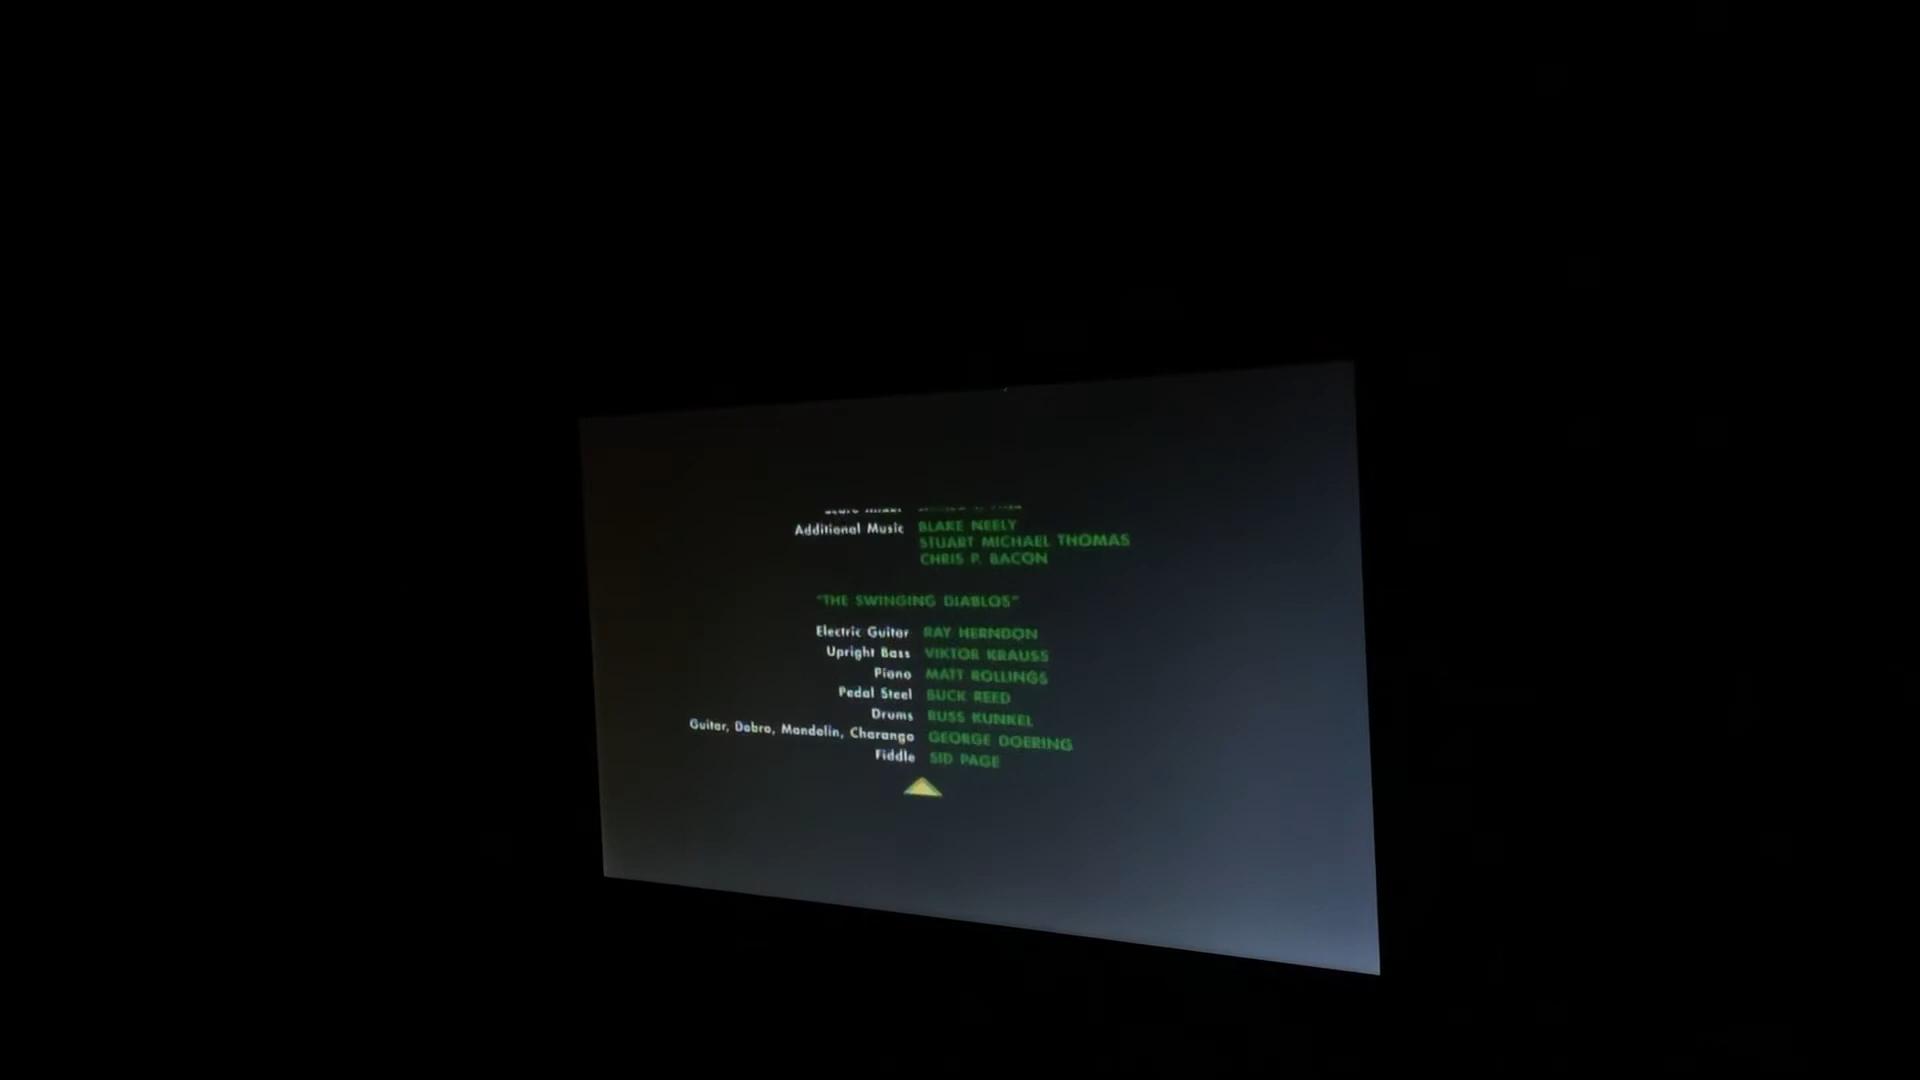 Additional Music BLAKE NEELY
STUART MICHAEL THOMAS
CHRIS P. BACON
"THE SWINGING DIABLOS"
Electric Guitar RAY HERNDON
Upright Bass VIKTOR KRAUSS
Piano MATT ROLLINGS
Pedal Steel BUCK REED
Drums RUSS KUNKEL
Guitar, Dobro, Mandolin, Charango GEORGE DOERING
Fiddle SID PAGE